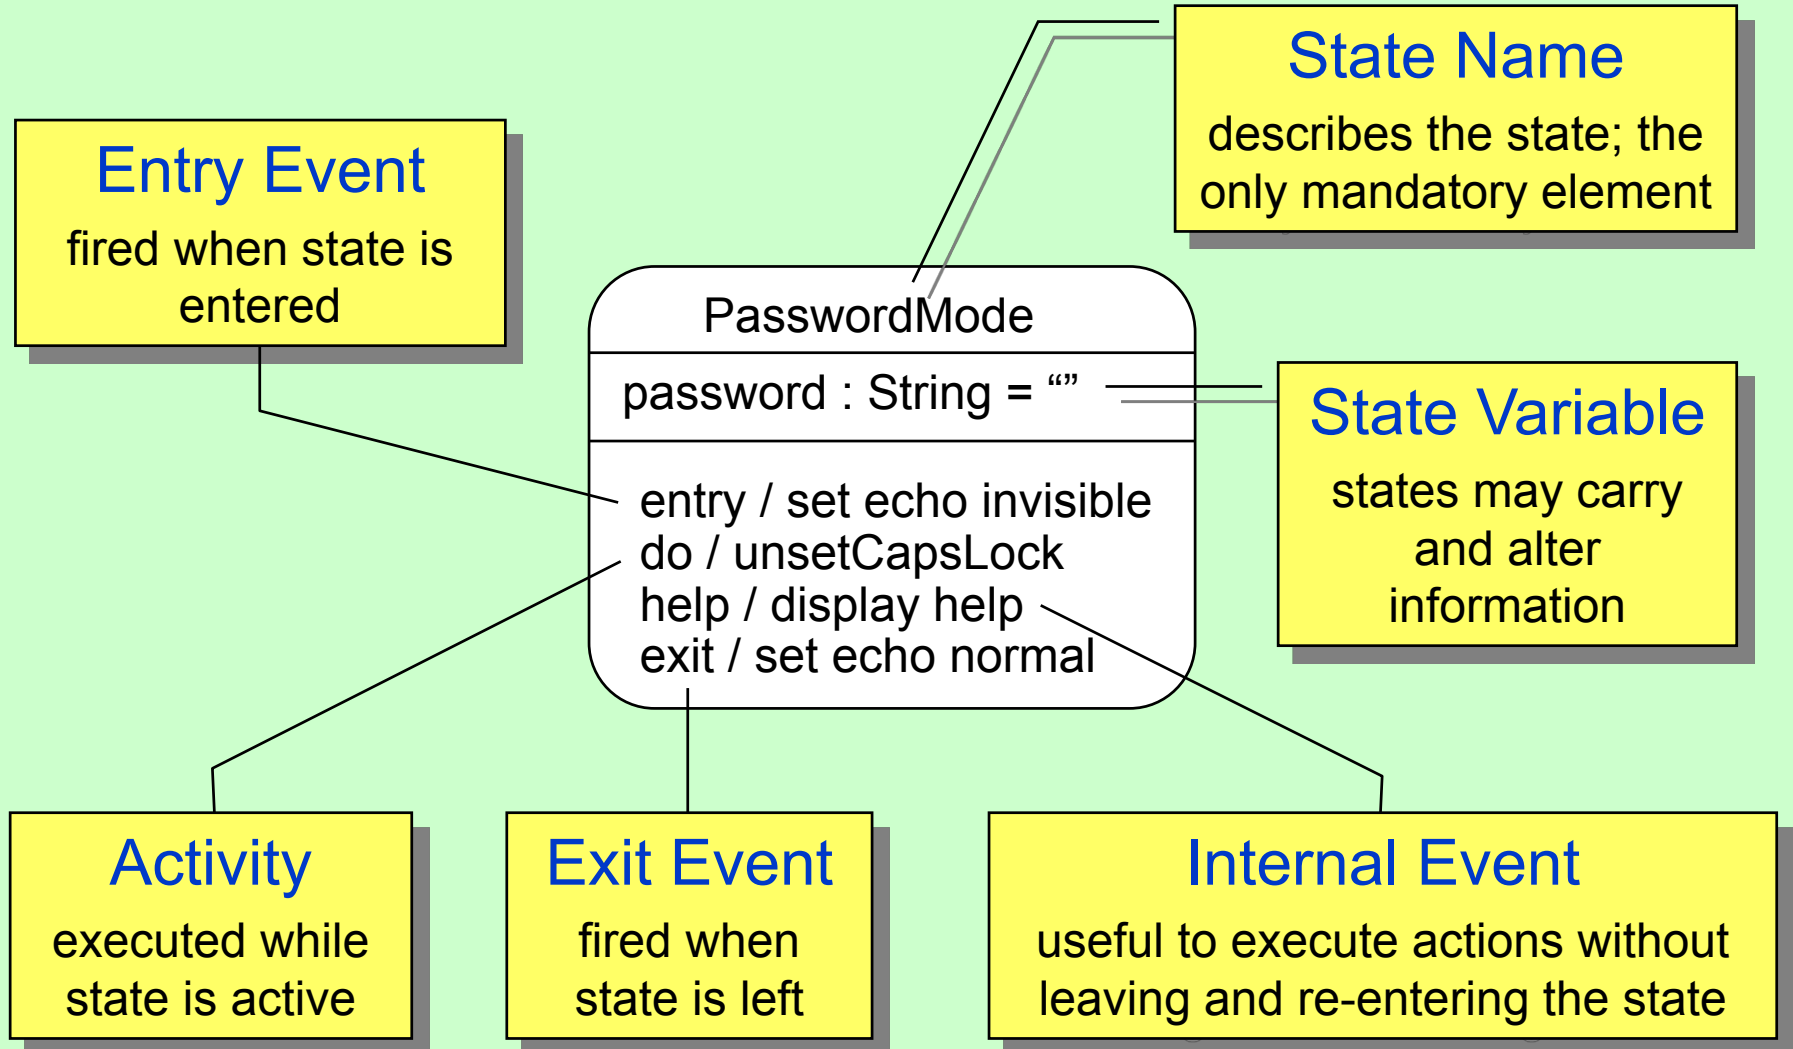 State Name
describes the state; the
only mandatory element
Entry Event
fired when state is
entered
PasswordMode
password : String = “”
State Variable
states may carry
and alter
information
entry / set echo invisible
do / unsetCapsLock
help / display help
exit / set echo normal
Activity
executed while
state is active
Exit Event
fired when
state is left
Internal Event
useful to execute actions without
leaving and re-entering the state